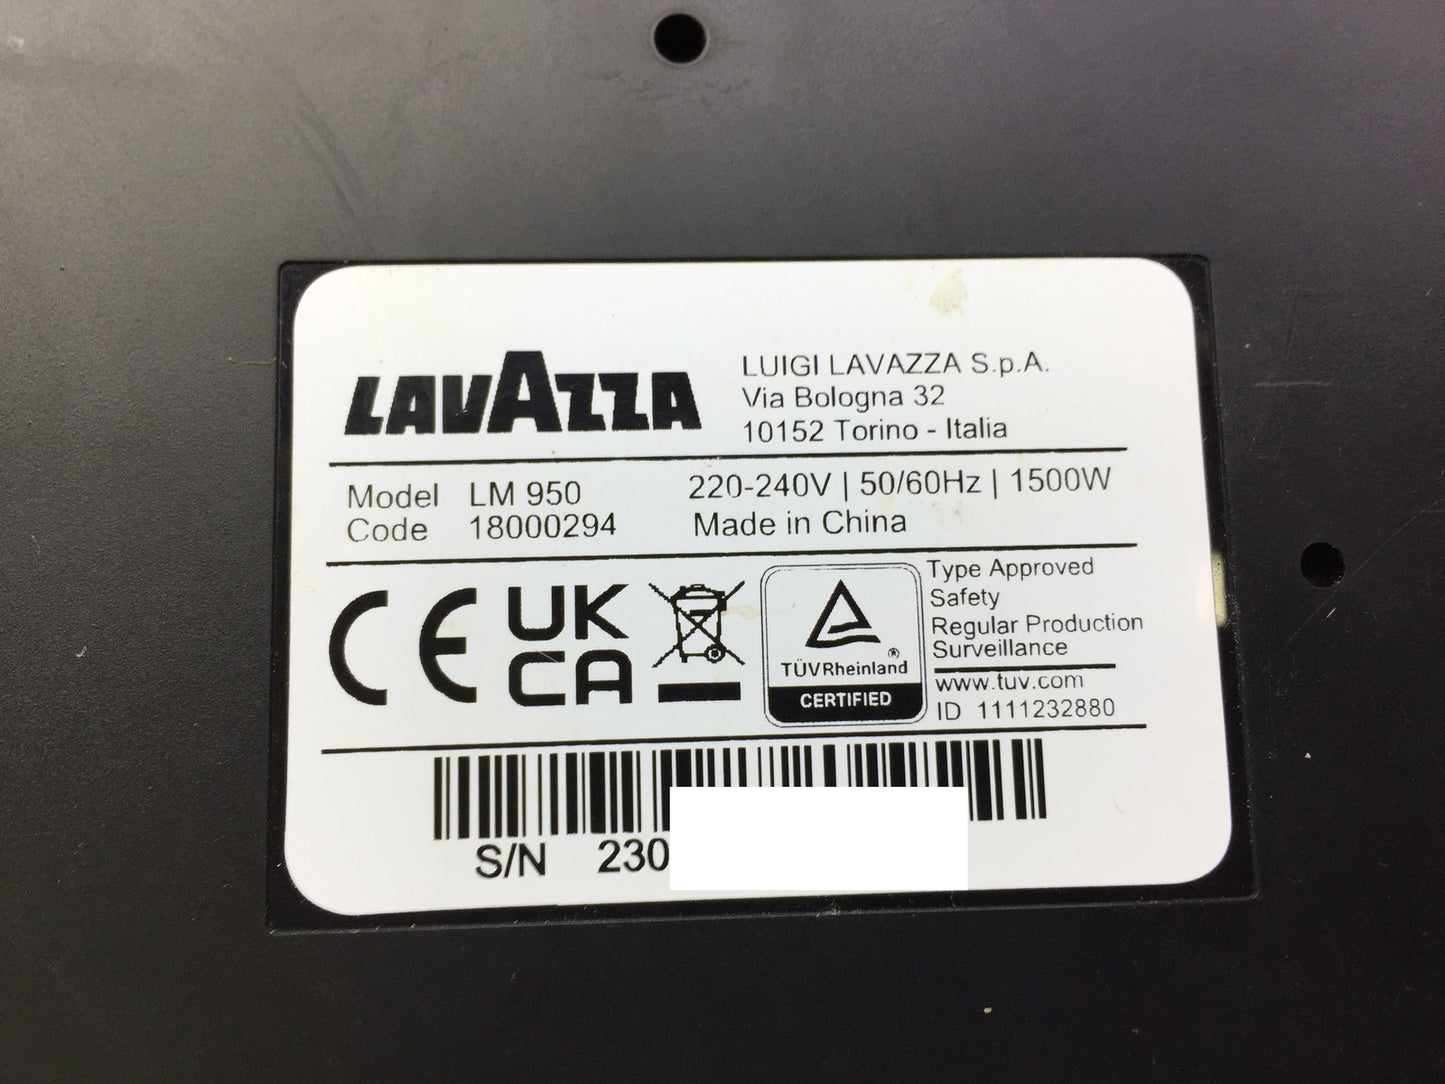 LAVAZZA
LUIGI LAVAZZA S.p.A.
Via Bologna 32
10152 Torino - Italia
Model LM 950
Code 18000294
220-240V | 50/60Hz | 1500W
Made in China
CE
UK
CA
TÜVRheinland®
CERTIFIED
Type Approved
Safety
Regular Production
Surveillance
www.tuv.com
ID 1111232880
S/N 230